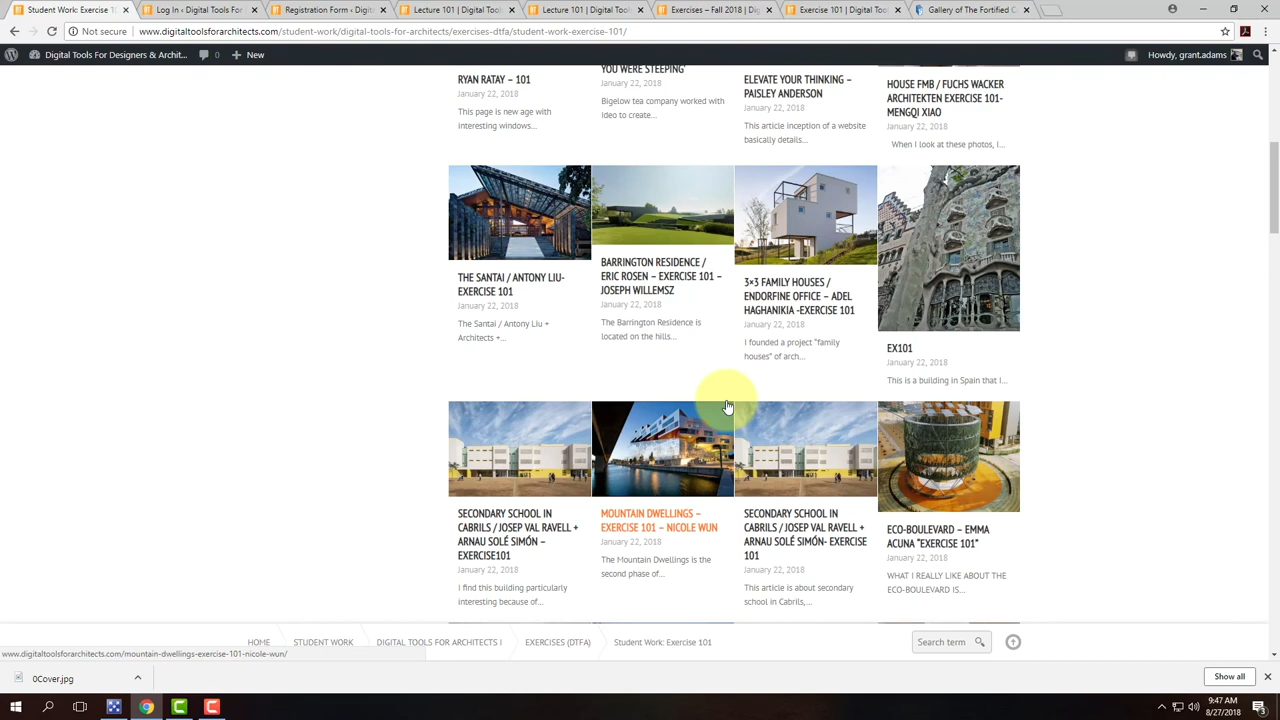 Student Work: Exercise 1
Log In ‹ Digital Tools For De
Registration Form ‹ Digita
Lecture 101 | Digital Tools
Lecture 101 | Digital Tools
Exercises – Fall 2018 | Dig
Exercise 101 | Digital Tool
Gallery of The Fortified C
Not secure
www.digitaltoolsforarchitects.com/student-work/digital-tools-for-architects/exercises-dtfa/student-work-exercise-101/
Digital Tools For Designers & Archit...
0
New
Howdy, grant.adams
RYAN RATAY – 101
January 22, 2018
This page is new age with
interesting windows...
YOU WERE STEEPING'
January 22, 2018
Bigelow tea company worked with
Ideo to create...
ELEVATE YOUR THINKING –
PAISLEY ANDERSON
January 22, 2018
This article inception of a website
basically details...
HOUSE FMB / FUCHS WACKER
ARCHITEKTEN EXERCISE 101-
MENGQI XIAO
January 22, 2018
When I look at these photos, I...
THE SANTAI / ANTONY LIU-
EXERCISE 101
January 22, 2018
The Santai / Antony Liu +
Architects +...
BARRINGTON RESIDENCE /
ERIC ROSEN – EXERCISE 101 –
JOSEPH WILLEMSZ
January 22, 2018
The Barrington Residence is
located on the hills...
3×3 FAMILY HOUSES /
ENDORFINE OFFICE – ADEL
HAGHANIKIA -EXERCISE 101
January 22, 2018
I founded a project “family
houses” of arch...
EX101
January 22, 2018
This is a building in Spain that I...
SECONDARY SCHOOL IN
CABRILS / JOSEP VAL RAVELL +
ARNAU SOLÉ SIMÓN –
EXERCISE101
January 22, 2018
I find this building particularly
interesting because of...
MOUNTAIN DWELLINGS –
EXERCISE 101 – NICOLE WUN
January 22, 2018
The Mountain Dwellings is the
second phase of...
SECONDARY SCHOOL IN
CABRILS / JOSEP VAL RAVELL +
ARNAU SOLÉ SIMÓN- EXERCISE
101
January 22, 2018
This article is about secondary
school in Cabrils,...
ECO-BOULEVARD – EMMA
ACUNA “EXERCISE 101”
January 22, 2018
WHAT I REALLY LIKE ABOUT THE
ECO-BOULEVARD IS...
HOME
STUDENT WORK
DIGITAL TOOLS FOR ARCHITECTS I
EXERCISES (DTFA)
Student Work: Exercise 101
Search term
www.digitaltoolsforarchitects.com/mountain-dwellings-exercise-101-nicole-wun/
0Cover.jpg
Show all
9:47 AM
8/27/2018
3